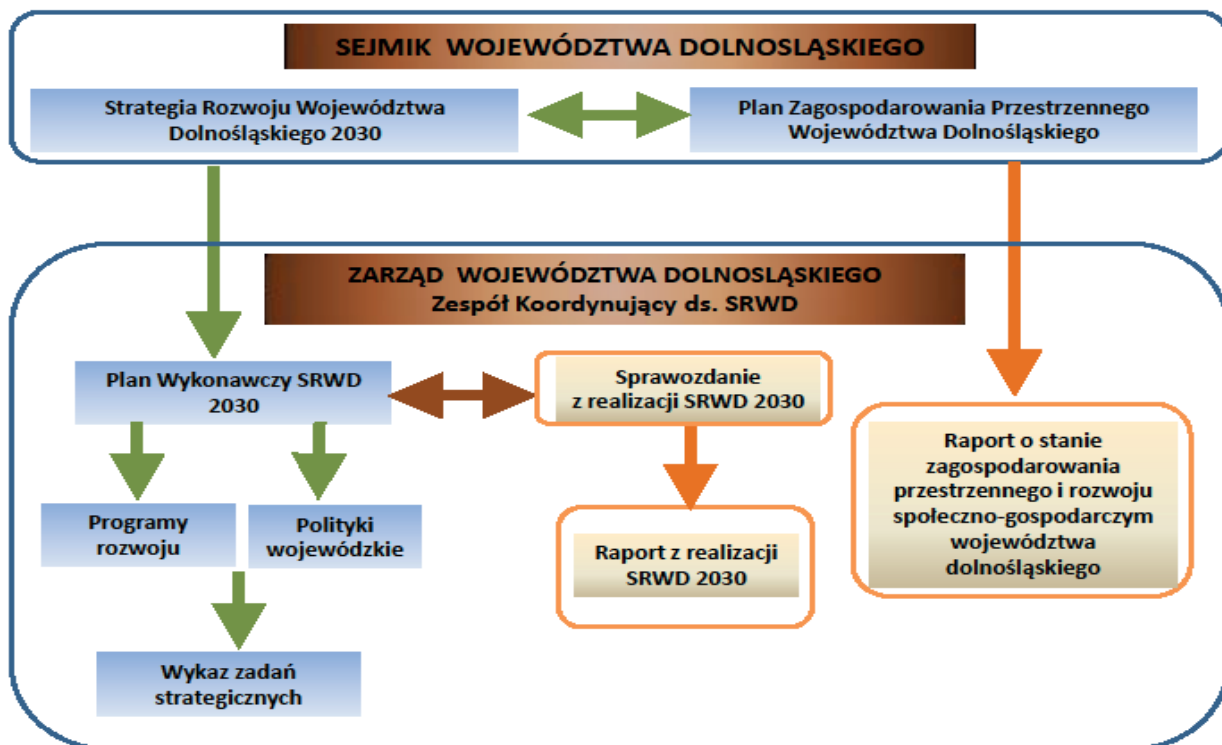 SEJMIK WOJEWÓDZTWA DOLNOSLĄSKIEGO
Strategia Rozwoju Województwa
Dolnośląskiego 2030
Plan Zagospodarowania Przestrzennego
Województwa Dolnośląskiego
ZARZĄD WOJEWÓDZTWA DOLNOSLĄSKIEGO
Zespół Koordynujący ds. SRWD
Plan Wykonawczy SRWD
2030
Sprawozdanie
z realizacji SRWD 2030
Programy
rozwoju
Polityki
wojewódzkie
Raport z realizacji
SRWD 2030
Raport o stanie
zagospodarowania
przestrzennego i rozwoju
społeczno-gospodarczym
województwa
dolnośląskiego
Wykaz zadań
strategicznych